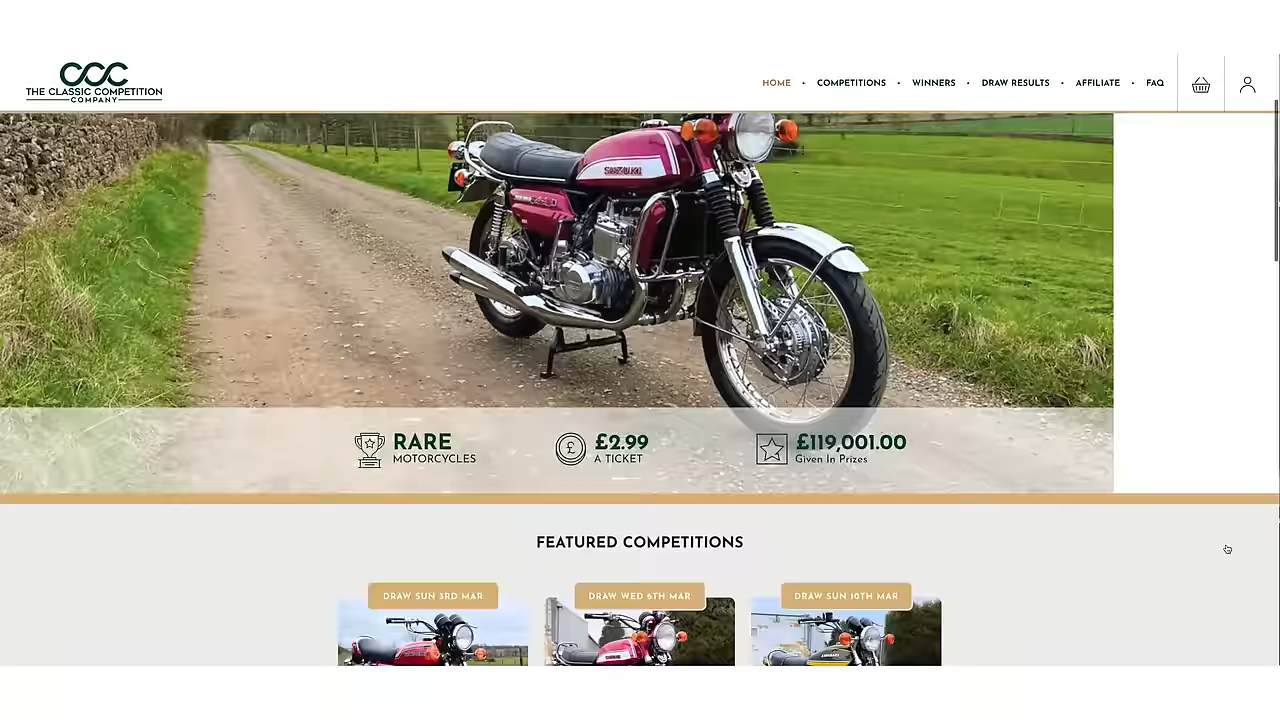 CCC
THE CLASSIC COMPETITION
COMPANY
HOME • COMPETITIONS • WINNERS • DRAW RESULTS • AFFILIATE • FAQ
SUZUKI
RARE
MOTORCYCLES
£2.99
A TICKET
£119,001.00
Given In Prizes
FEATURED COMPETITIONS
DRAW SUN 3RD MAR
DRAW WED 6TH MAR
DRAW SUN 10TH MAR